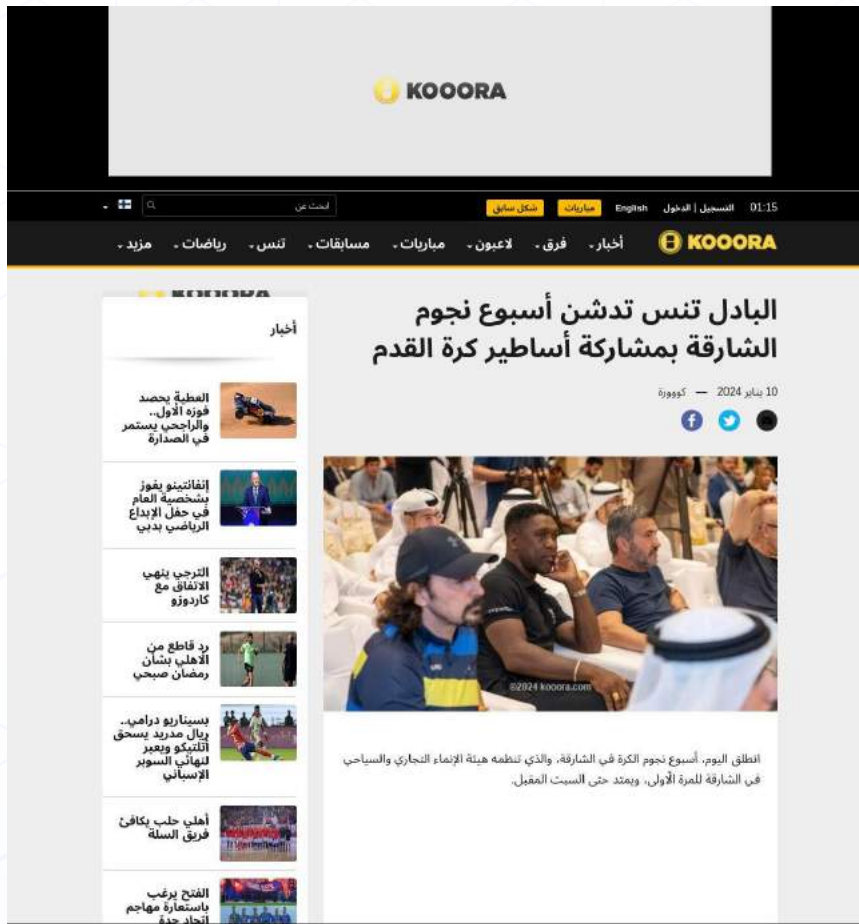 KOOORA
01:15 التسجيل | الدخول English مباريات شكل سابق ابحث عن
KOOORA أخبار فرق لاعبون مباريات مسابقات تنس رياضات مزيد
البادل تنس تدشن أسبوع نجوم
الشارقة بمشاركة أساطير كرة القدم
10 يناير 2024 — كووورة
©2024 kooora.com
انطلق اليوم، أسبوع نجوم الكرة في الشارقة، والذي تنظمه هيئة الإنماء التجاري والسياحي
في الشارقة للمرة الأولى، ويمتد حتى السبت المقبل.
KOOORA
أخبار
العطية يحصد
فوزه الأول..
والراجحي يستمر
في الصدارة
إنفانتينو يفوز
بشخصية العام
في حفل الإبداع
الرياضي بدبي
الترجي ينهي
الاتفاق مع
كاردوزو
رد قاطع من
الأهلي بشأن
رمضان صبحي
بسيناريو درامي..
ريال مدريد يسحق
أتلتيكو ويعبر
لنهائي السوبر
الإسباني
أهلي حلب يكافئ
فريق السلة
الفتح يرغب
باستعارة مهاجم
اتحاد جدة